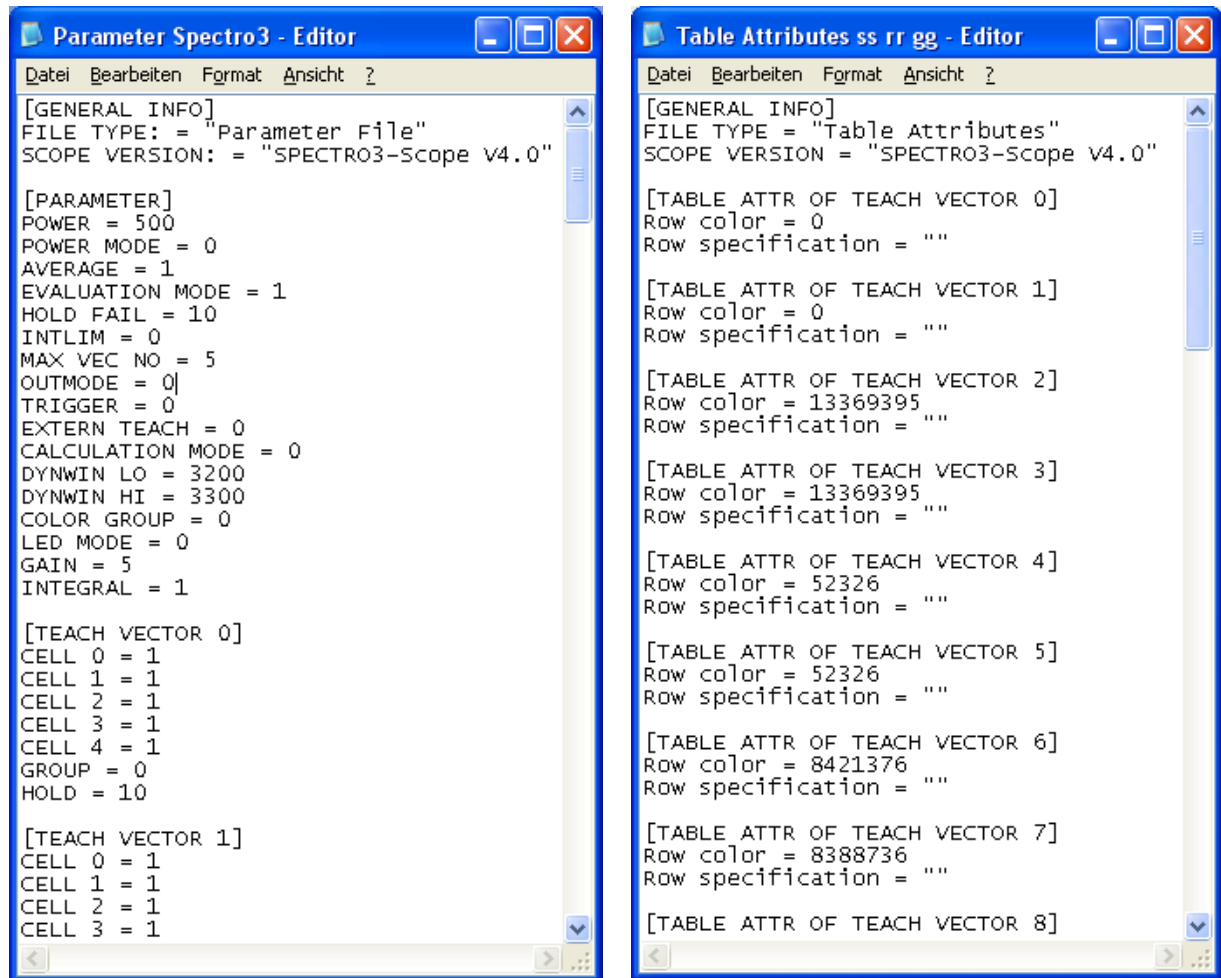 Parameter Spectro3 - Editor
Datei Bearbeiten Format Ansicht ?
[GENERAL INFO]
FILE TYPE: = "Parameter File"
SCOPE VERSION: = "SPECTRO3-Scope V4.0"
[PARAMETER]
POWER = 500
POWER MODE = 0
AVERAGE = 1
EVALUATION MODE = 1
HOLD FAIL = 10
INTLIM = 0
MAX VEC NO = 5
OUTMODE = 0
TRIGGER = 0
EXTERN TEACH = 0
CALCULATION MODE = 0
DYNWIN LO = 3200
DYNWIN HI = 3300
COLOR GROUP = 0
LED MODE = 0
GAIN = 5
INTEGRAL = 1
[TEACH VECTOR 0]
CELL 0 = 1
CELL 1 = 1
CELL 2 = 1
CELL 3 = 1
CELL 4 = 1
GROUP = 0
HOLD = 10
[TEACH VECTOR 1]
CELL 0 = 1
CELL 1 = 1
CELL 2 = 1
CELL 3 = 1
Table Attributes ss rr gg - Editor
Datei Bearbeiten Format Ansicht ?
[GENERAL INFO]
FILE TYPE = "Table Attributes"
SCOPE VERSION = "SPECTRO3-Scope V4.0"
[TABLE ATTR OF TEACH VECTOR 0]
Row color = 0
Row specification = ""
[TABLE ATTR OF TEACH VECTOR 1]
Row color = 0
Row specification = ""
[TABLE ATTR OF TEACH VECTOR 2]
Row color = 13369395
Row specification = ""
[TABLE ATTR OF TEACH VECTOR 3]
Row color = 13369395
Row specification = ""
[TABLE ATTR OF TEACH VECTOR 4]
Row color = 52326
Row specification = ""
[TABLE ATTR OF TEACH VECTOR 5]
Row color = 52326
Row specification = ""
[TABLE ATTR OF TEACH VECTOR 6]
Row color = 8421376
Row specification = ""
[TABLE ATTR OF TEACH VECTOR 7]
Row color = 8388736
Row specification = ""
[TABLE ATTR OF TEACH VECTOR 8]